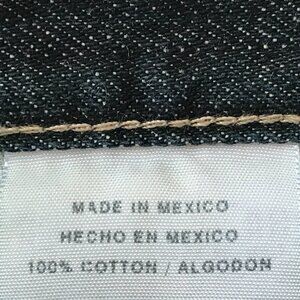 MADE IN MEXICO
HECHO EN MEXICO
100% COTTON / ALGODON